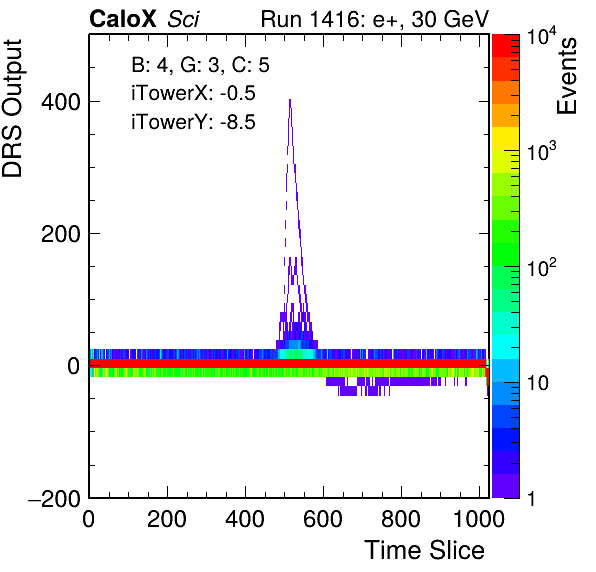 CaloX Sci Run 1416: e+, 30 GeV
B: 4, G: 3, C: 5
iTowerX: -0.5
iTowerY: -8.5
DRS Output
400
200
0
−200
0 200 400 600 800 1000
Time Slice
Events
10^4
10^3
10^2
10
1